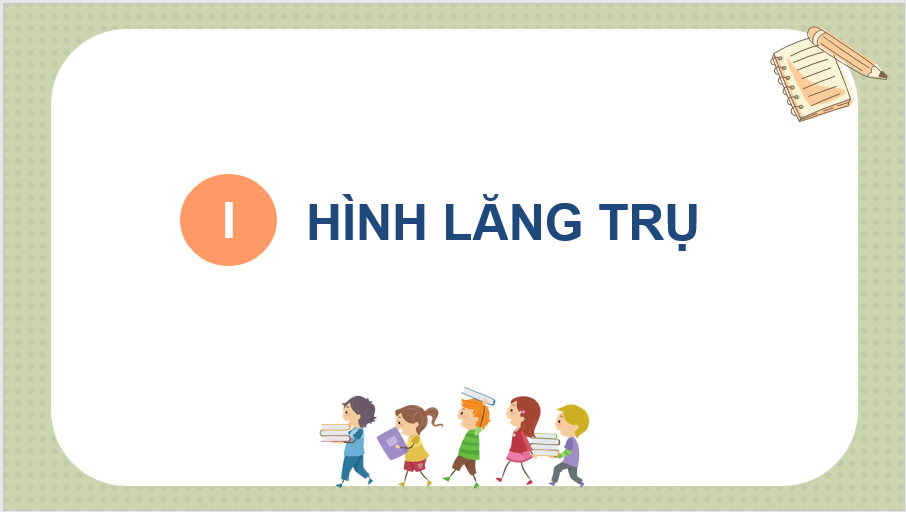 I HÌNH LĂNG TRỤ